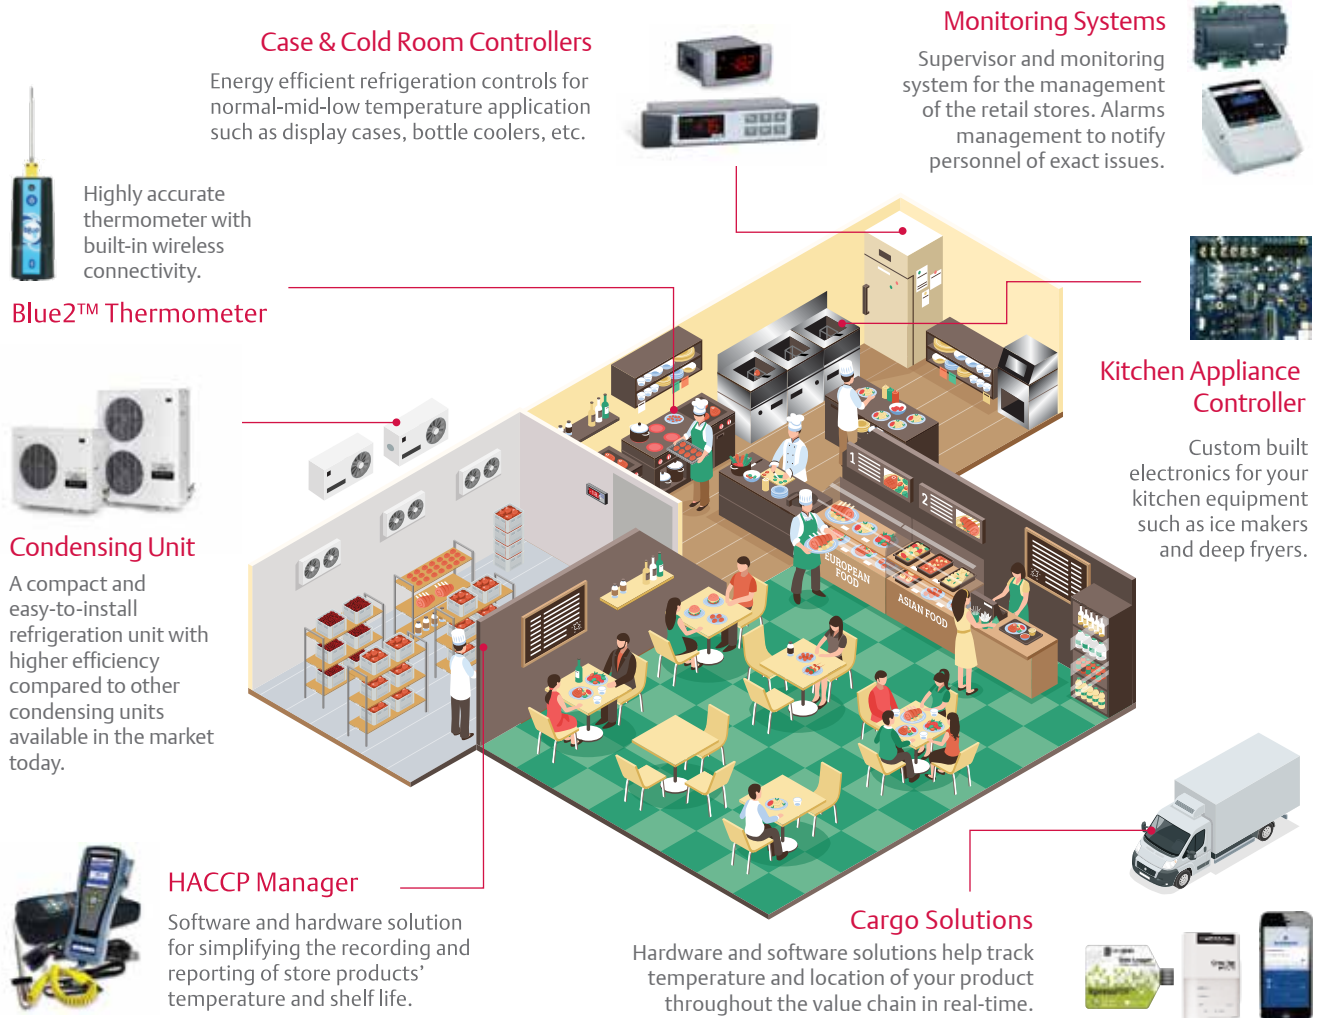 Case & Cold Room Controllers
Energy efficient refrigeration controls for
normal-mid-low temperature application
such as display cases, bottle coolers, etc.
Monitoring Systems
Supervisor and monitoring
system for the management
of the retail stores. Alarms
management to notify
personnel of exact issues.
Highly accurate
thermometer with
built-in wireless
connectivity.
Blue2™ Thermometer
Kitchen Appliance
Controller
Custom built
electronics for your
kitchen equipment
such as ice makers
and deep fryers.
Condensing Unit
A compact and
easy-to-install
refrigeration unit with
higher efficiency
compared to other
condensing units
available in the market
today.
1
2
EUROPEAN
FOOD
ASIAN FOOD
HACCP Manager
Software and hardware solution
for simplifying the recording and
reporting of store products’
temperature and shelf life.
Cargo Solutions
Hardware and software solutions help track
temperature and location of your product
throughout the value chain in real-time.